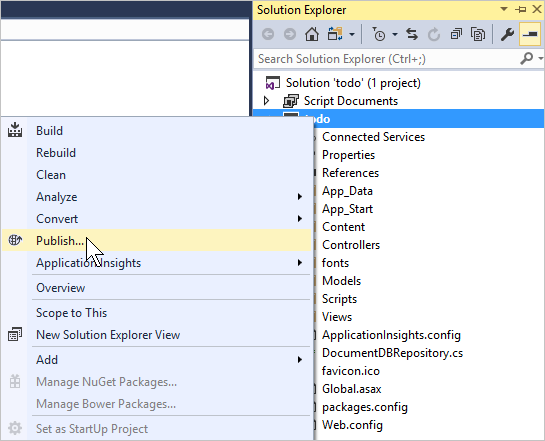 Solution Explorer
Search Solution Explorer (Ctrl+;)
Solution 'todo' (1 project)
Script Documents
todo
Connected Services
Properties
References
App_Data
App_Start
Content
Controllers
fonts
Models
Scripts
Views
ApplicationInsights.config
DocumentDBRepository.cs
favicon.ico
Global.asax
packages.config
Web.config
Build
Rebuild
Clean
Analyze
Convert
Publish...
ApplicationInsights
Overview
Scope to This
New Solution Explorer View
Add
Manage NuGet Packages...
Manage Bower Packages...
Set as StartUp Project